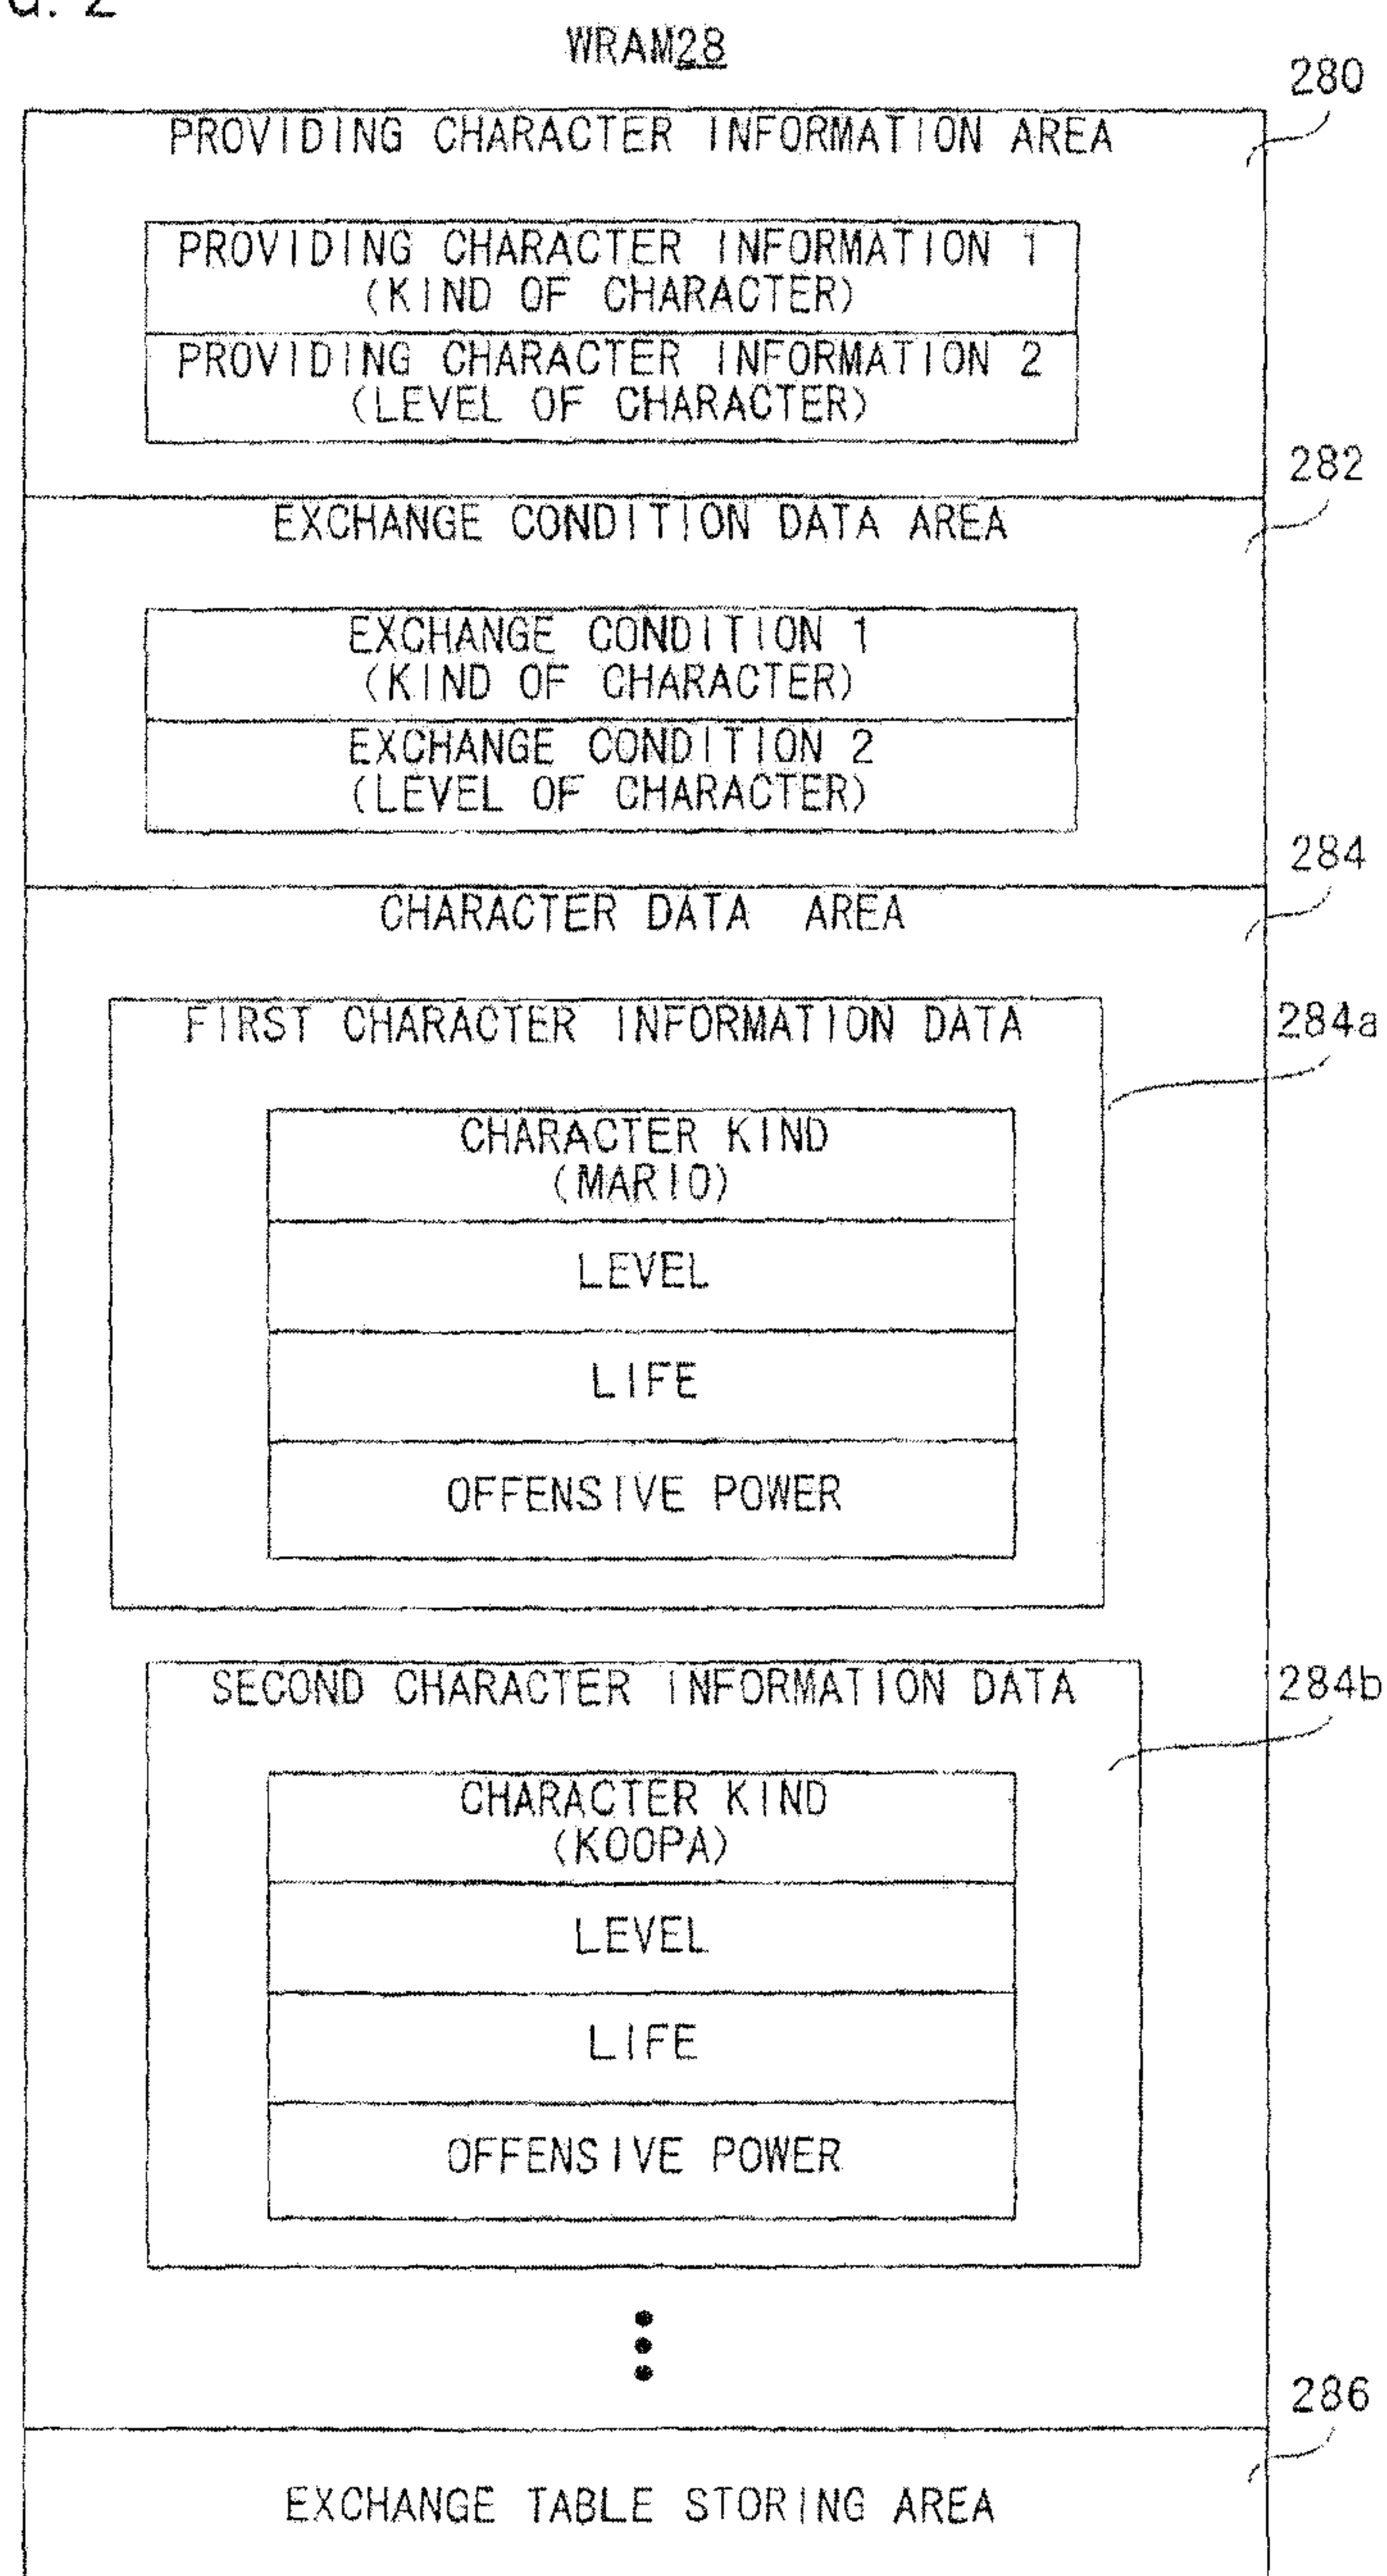 G. 2
WRAM28
280
PROVIDING CHARACTER INFORMATION AREA
PROVIDING CHARACTER INFORMATION 1
(KIND OF CHARACTER)
PROVIDING CHARACTER INFORMATION 2
(LEVEL OF CHARACTER)
282
EXCHANGE CONDITION DATA AREA
EXCHANGE CONDITION 1
(KIND OF CHARACTER)
EXCHANGE CONDITION 2
(LEVEL OF CHARACTER)
284
CHARACTER DATA AREA
FIRST CHARACTER INFORMATION DATA
284a
CHARACTER KIND
(MARIO)
LEVEL
LIFE
OFFENSIVE POWER
SECOND CHARACTER INFORMATION DATA
284b
CHARACTER KIND
(KOOPA)
LEVEL
LIFE
OFFENSIVE POWER
286
EXCHANGE TABLE STORING AREA